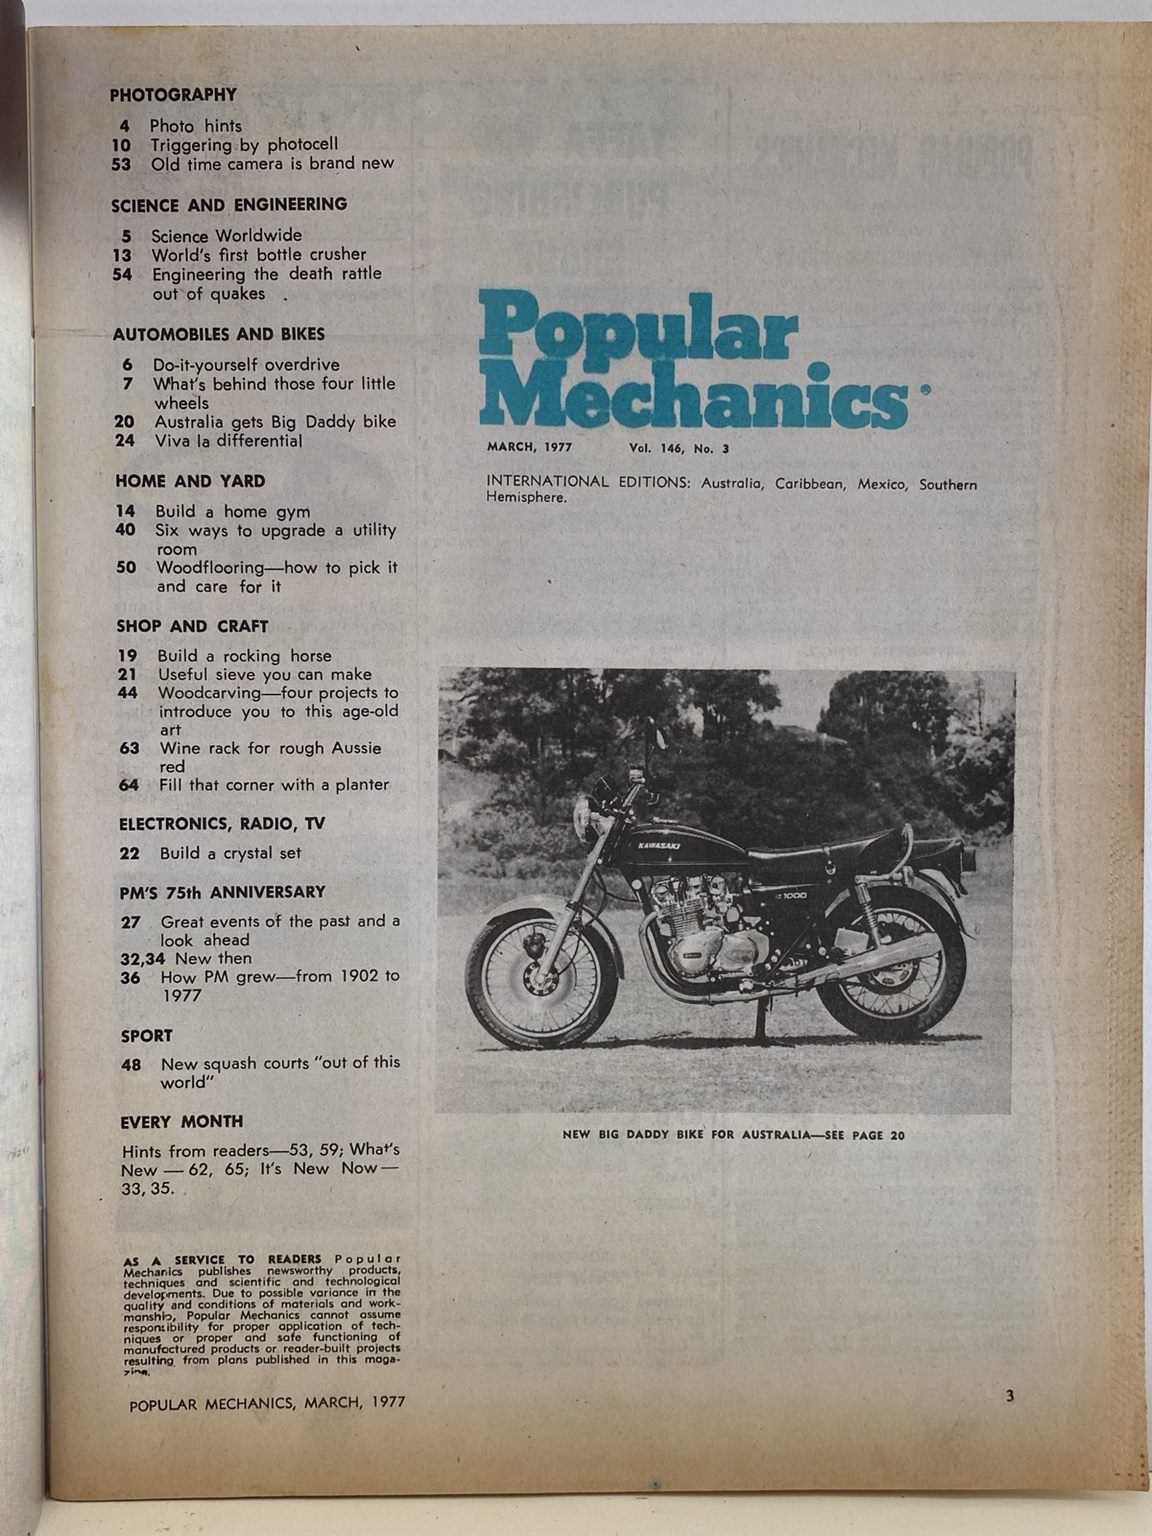 PHOTOGRAPHY
4 Photo hints
10 Triggering by photocell
53 Old time camera is brand new
SCIENCE AND ENGINEERING
5 Science Worldwide
13 World's first bottle crusher
54 Engineering the death rattle
out of quakes
AUTOMOBILES AND BIKES
6 Do-it-yourself overdrive
7 What's behind those four little
wheels
20 Australia gets Big Daddy bike
24 Viva la differential
HOME AND YARD
14 Build a home gym
40 Six ways to upgrade a utility
room
50 Woodflooring—how to pick it
and care for it
SHOP AND CRAFT
19 Build a rocking horse
21 Useful sieve you can make
44 Woodcarving—four projects to
introduce you to this age-old
art
63 Wine rack for rough Aussie
red
64 Fill that corner with a planter
ELECTRONICS, RADIO, TV
22 Build a crystal set
PM'S 75th ANNIVERSARY
27 Great events of the past and a
look ahead
32,34 New then
36 How PM grew—from 1902 to
1977
SPORT
48 New squash courts "out of this
world"
EVERY MONTH
Hints from readers—53, 59; What's
New — 62, 65; It's New Now —
33, 35.
AS A SERVICE TO READERS Popular
Mechanics publishes newsworthy products,
techniques and scientific and technological
developments. Due to possible variance in the
quality and conditions of materials and work-
manship, Popular Mechanics cannot assume
responsibility for proper application of tech-
niques or proper and safe functioning of
manufactured products or reader-built projects
resulting from plans published in this maga-
zine.
POPULAR MECHANICS, MARCH, 1977
Popular
Mechanics®
MARCH, 1977 Vol. 146, No. 3
INTERNATIONAL EDITIONS: Australia, Caribbean, Mexico, Southern
Hemisphere.
KAWASAKI
Z 1000
NEW BIG DADDY BIKE FOR AUSTRALIA—SEE PAGE 20
3